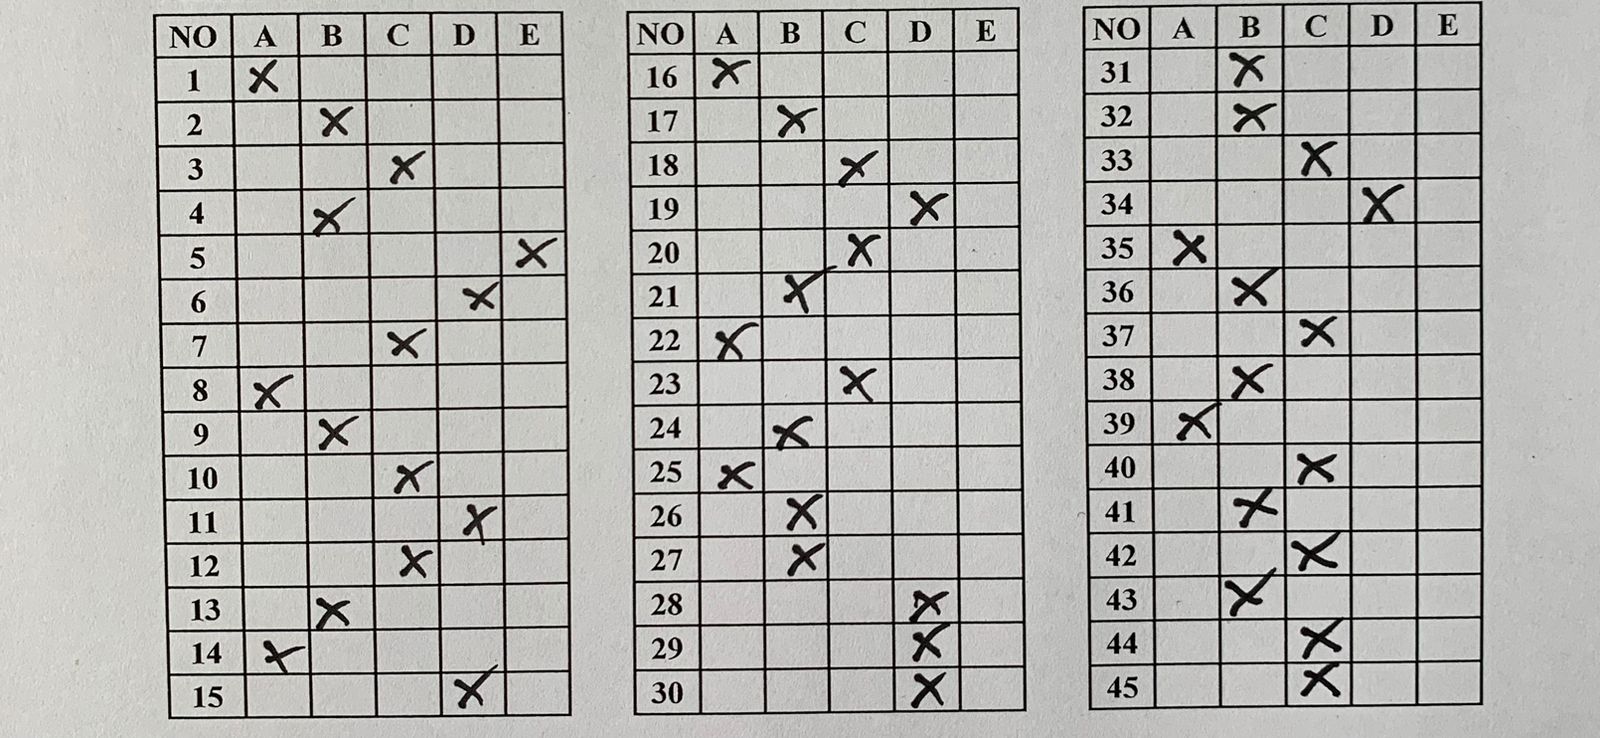 NO A B C D E
1 X
2 X
3 X
4 X
5 X
6 X
7 X
8 X
9 X
10 X
11 X
12 X
13 X
14 X
15 X
NO A B C D E
16 X
17 X
18 X
19 X
20 X
21 X
22 X
23 X
24 X
25 X
26 X
27 X
28 X
29 X
30 X
NO A B C D E
31 X
32 X
33 X
34 X
35 X
36 X
37 X
38 X
39 X
40 X
41 X
42 X
43 X
44 X
45 X